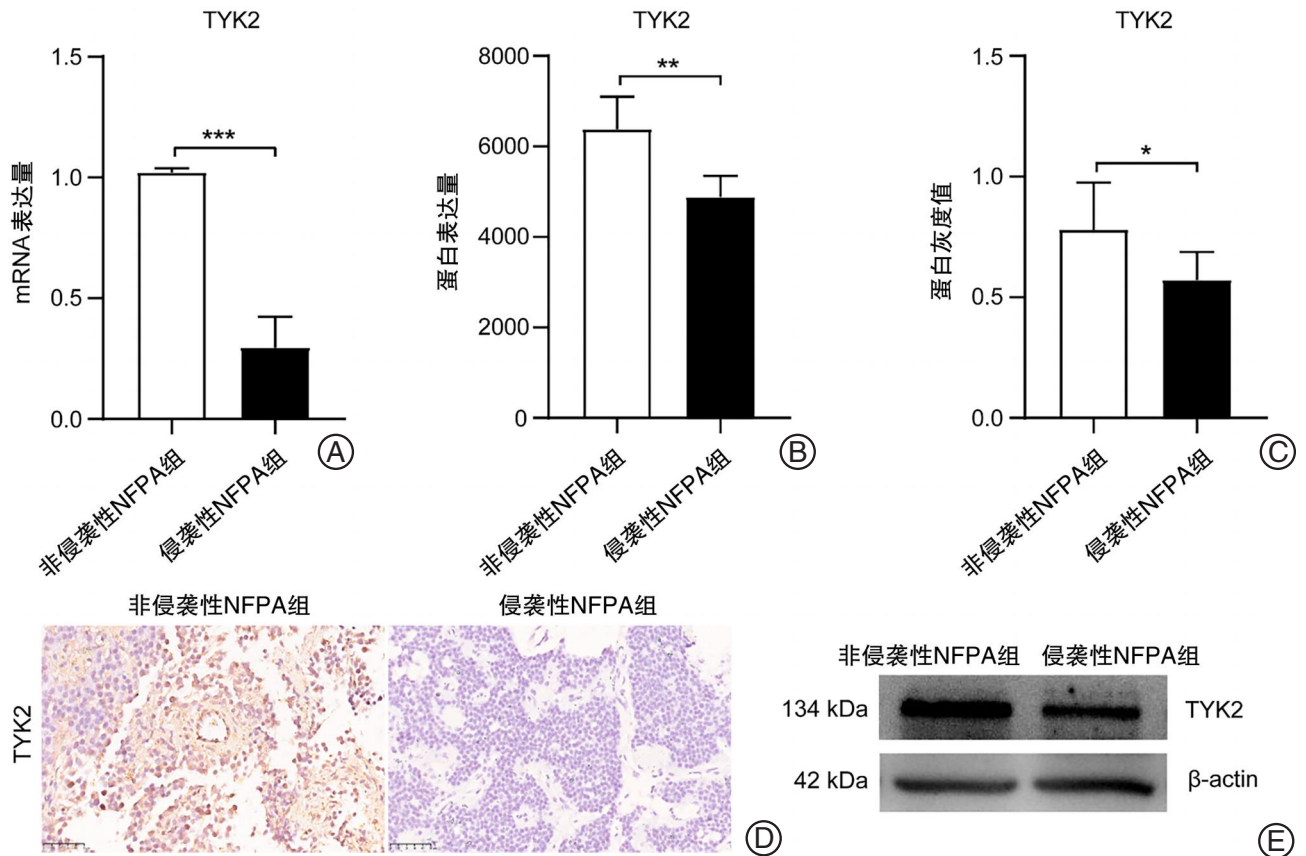 TYK2
1.5
1.0
0.5
0.0
mRNA表达量
***
非侵袭性NFPA组
侵袭性NFPA组
A
TYK2
8000
6000
4000
2000
0
蛋白表达量
**
非侵袭性NFPA组
侵袭性NFPA组
B
TYK2
1.5
1.0
0.5
0.0
蛋白灰度值
*
非侵袭性NFPA组
侵袭性NFPA组
C
非侵袭性NFPA组
侵袭性NFPA组
TYK2
D
非侵袭性NFPA组 侵袭性NFPA组
134 kDa
TYK2
42 kDa
β-actin
E